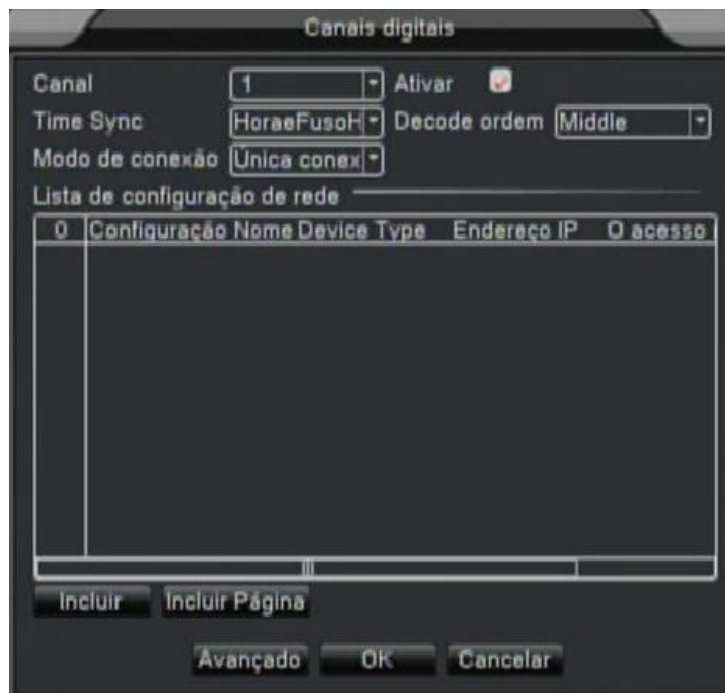 Canais digitais
Canal 1 Ativar
Time Sync HoraeFusoH Decode ordem Middle
Modo de conexão Única conex
Lista de configuração de rede
0 Configuração Nome Device Type Endereço IP O acesso
Incluir Incluir Página
Avançado OK Cancelar